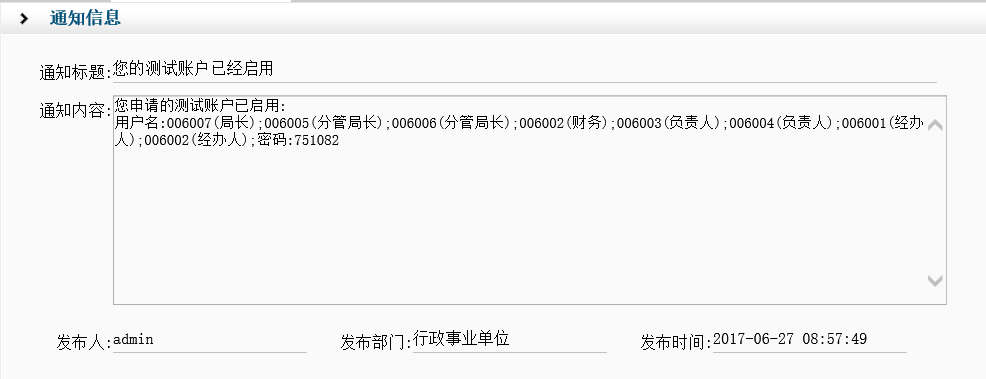 通知信息
通知标题:您的测试账户已经启用
通知内容:您申请的测试账户已启用:
用户名:006007(局长);006005(分管局长);006006(分管局长);006002(财务);006003(负责人);006004(负责人);006001(经办
人);006002(经办人);密码:751082
发布人:admin 发布部门:行政事业单位 发布时间:2017-06-27 08:57:49